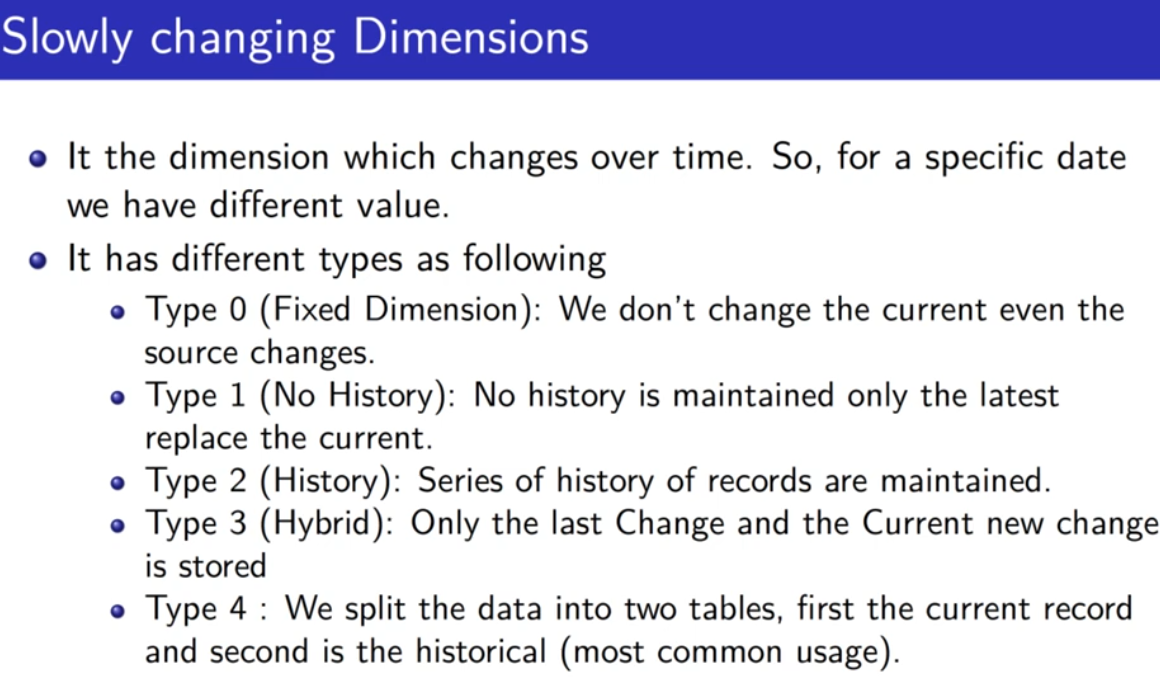 Slowly changing Dimensions
It the dimension which changes over time. So, for a specific date
we have different value.
It has different types as following
Type 0 (Fixed Dimension): We don't change the current even the
source changes.
Type 1 (No History): No history is maintained only the latest
replace the current.
Type 2 (History): Series of history of records are maintained.
Type 3 (Hybrid): Only the last Change and the Current new change
is stored
Type 4 : We split the data into two tables, first the current record
and second is the historical (most common usage).